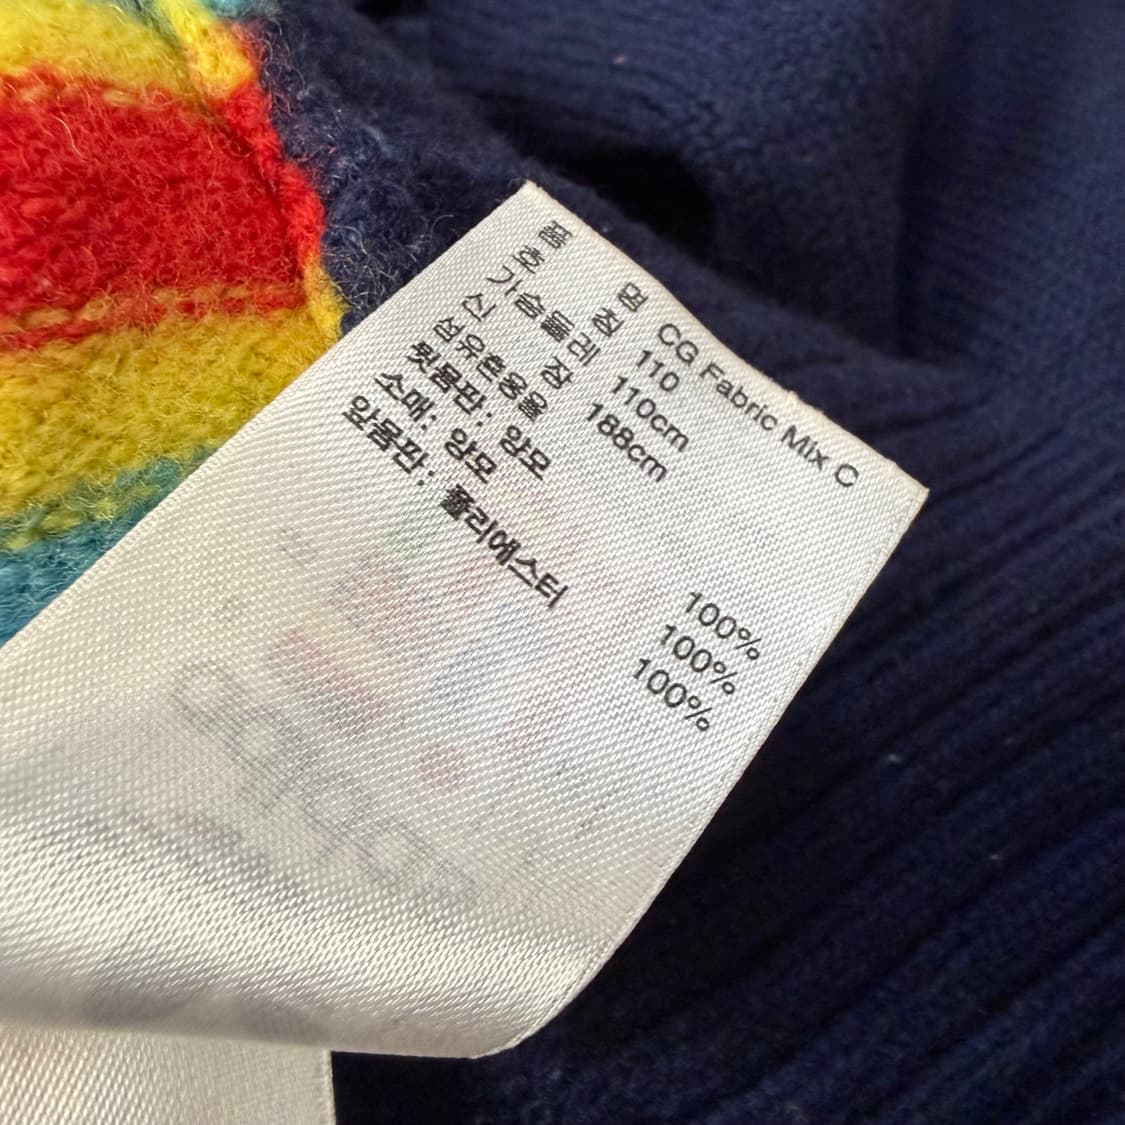 품 명 CG Fabric Mix C
호 칭 110
가슴둘레 110cm
신 장 188cm
섬유혼용율
뒷몸판: 양모 100%
소매: 양모 100%
앞몸판: 폴리에스터 100%